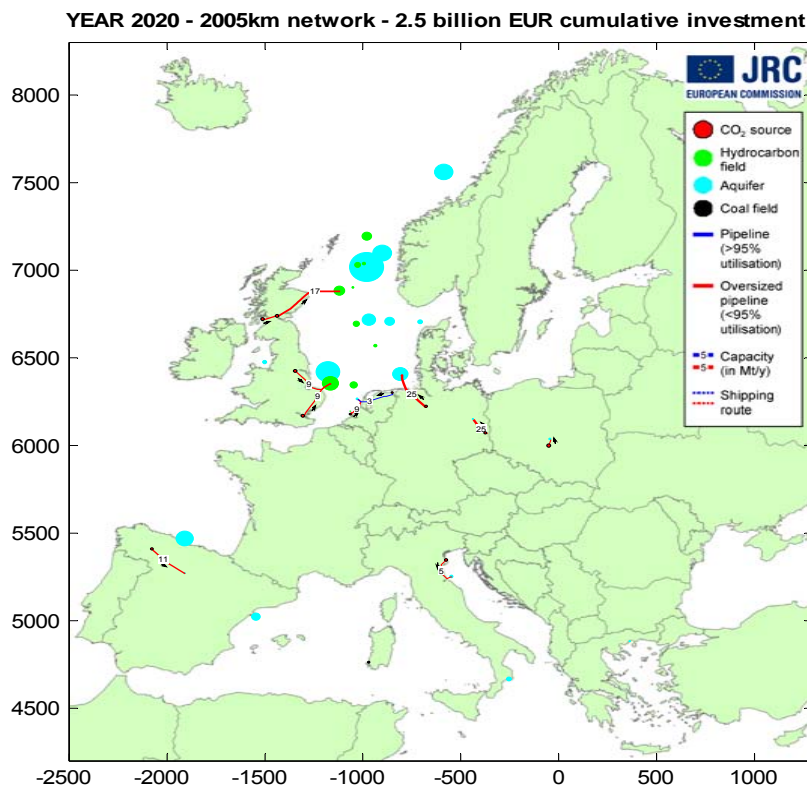 YEAR 2020 - 2005km network - 2.5 billion EUR cumulative investment
JRC
EUROPEAN COMMISSION
CO2 source
Hydrocarbon
field
Aquifer
Coal field
Pipeline
(>95%
utilisation)
Oversized
pipeline
(<95%
utilisation)
5 Capacity
5 (in Mt/y)
Shipping
route
8000
7500
7000
6500
6000
5500
5000
4500
17
9
9
9
3
25
25
11
5
-2500
-2000
-1500
-1000
-500
0
500
1000